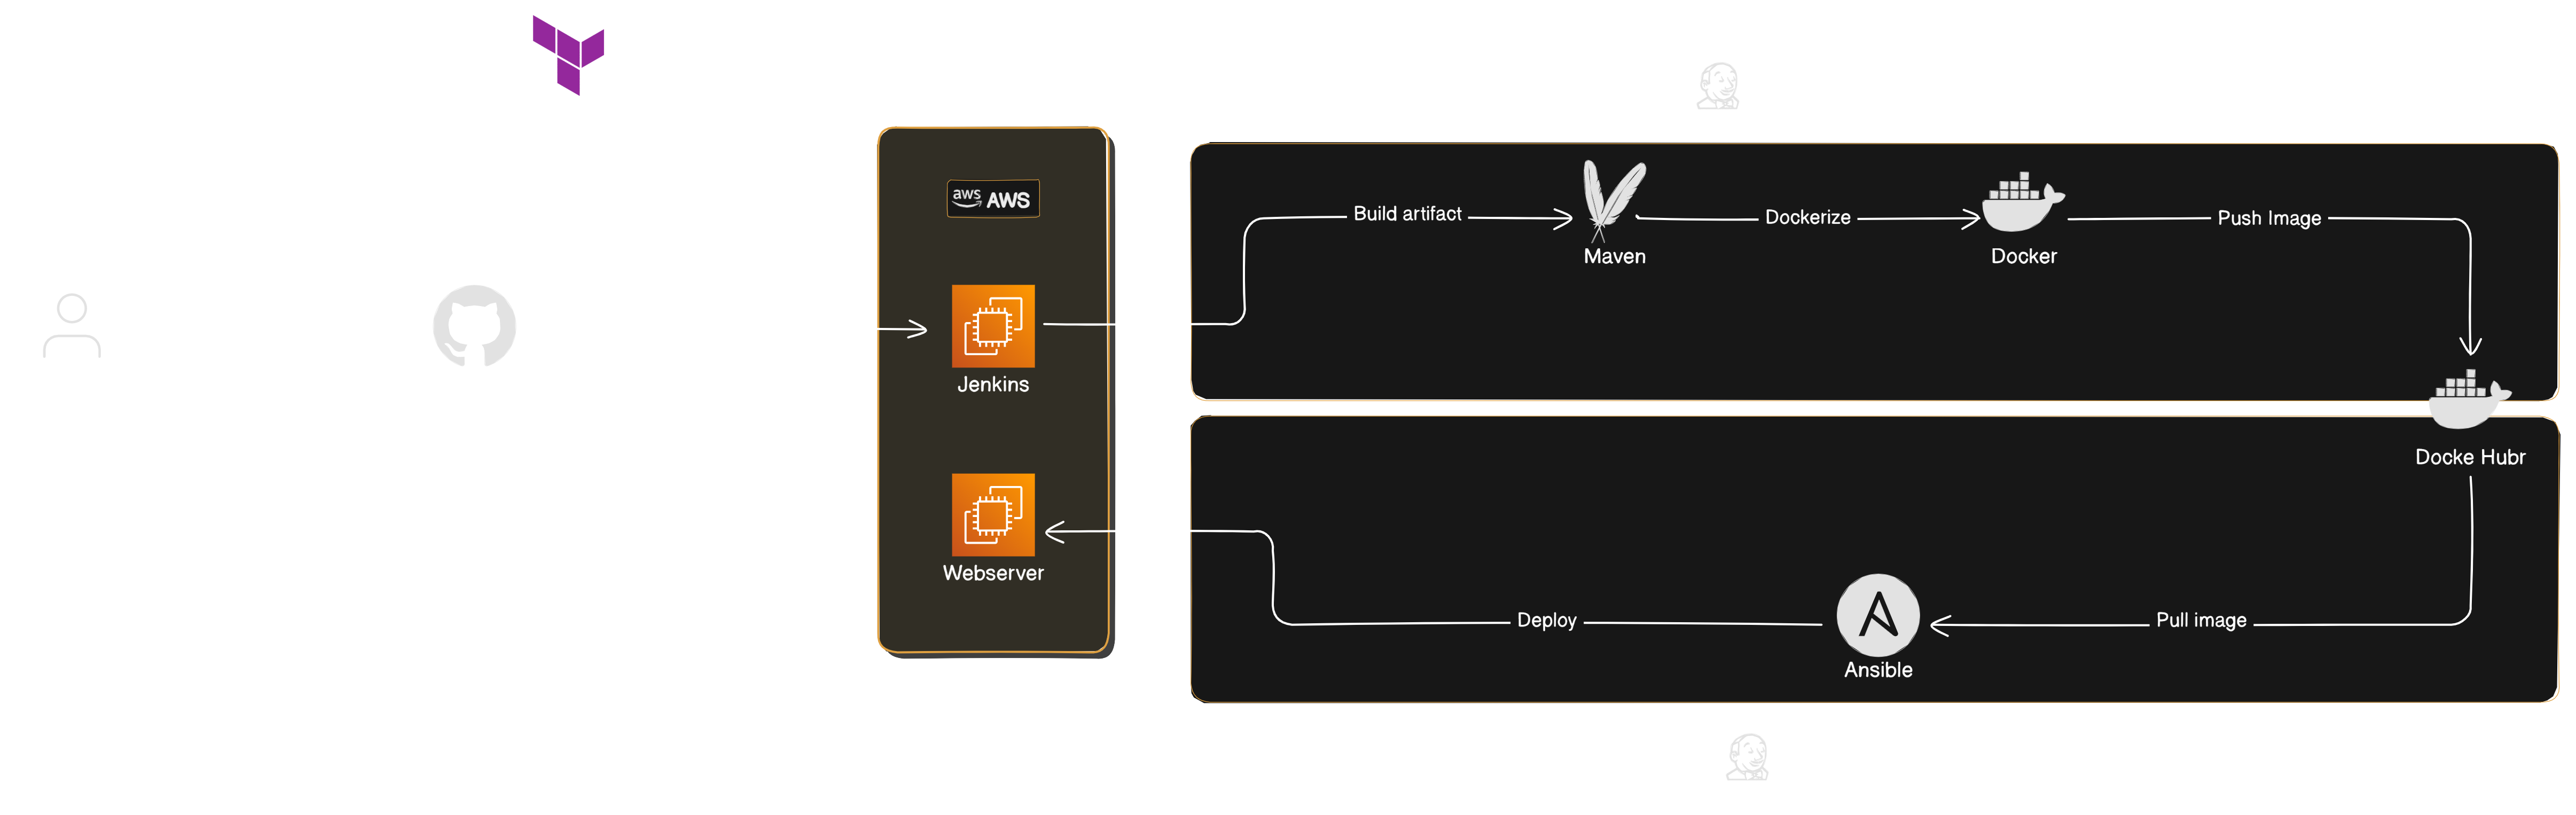 aws AWS
Jenkins
Webserver
Build artifact
Maven
Dockerize
Docker
Push Image
Docke Hubr
Pull image
Ansible
Deploy